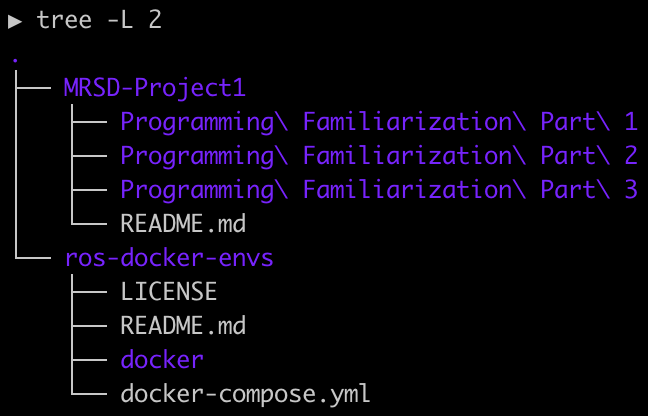 ▶ tree -L 2
.
├── MRSD-Project1
│   ├── Programming\ Familiarization\ Part\ 1
│   ├── Programming\ Familiarization\ Part\ 2
│   ├── Programming\ Familiarization\ Part\ 3
│   └── README.md
└── ros-docker-envs
    ├── LICENSE
    ├── README.md
    ├── docker
    └── docker-compose.yml